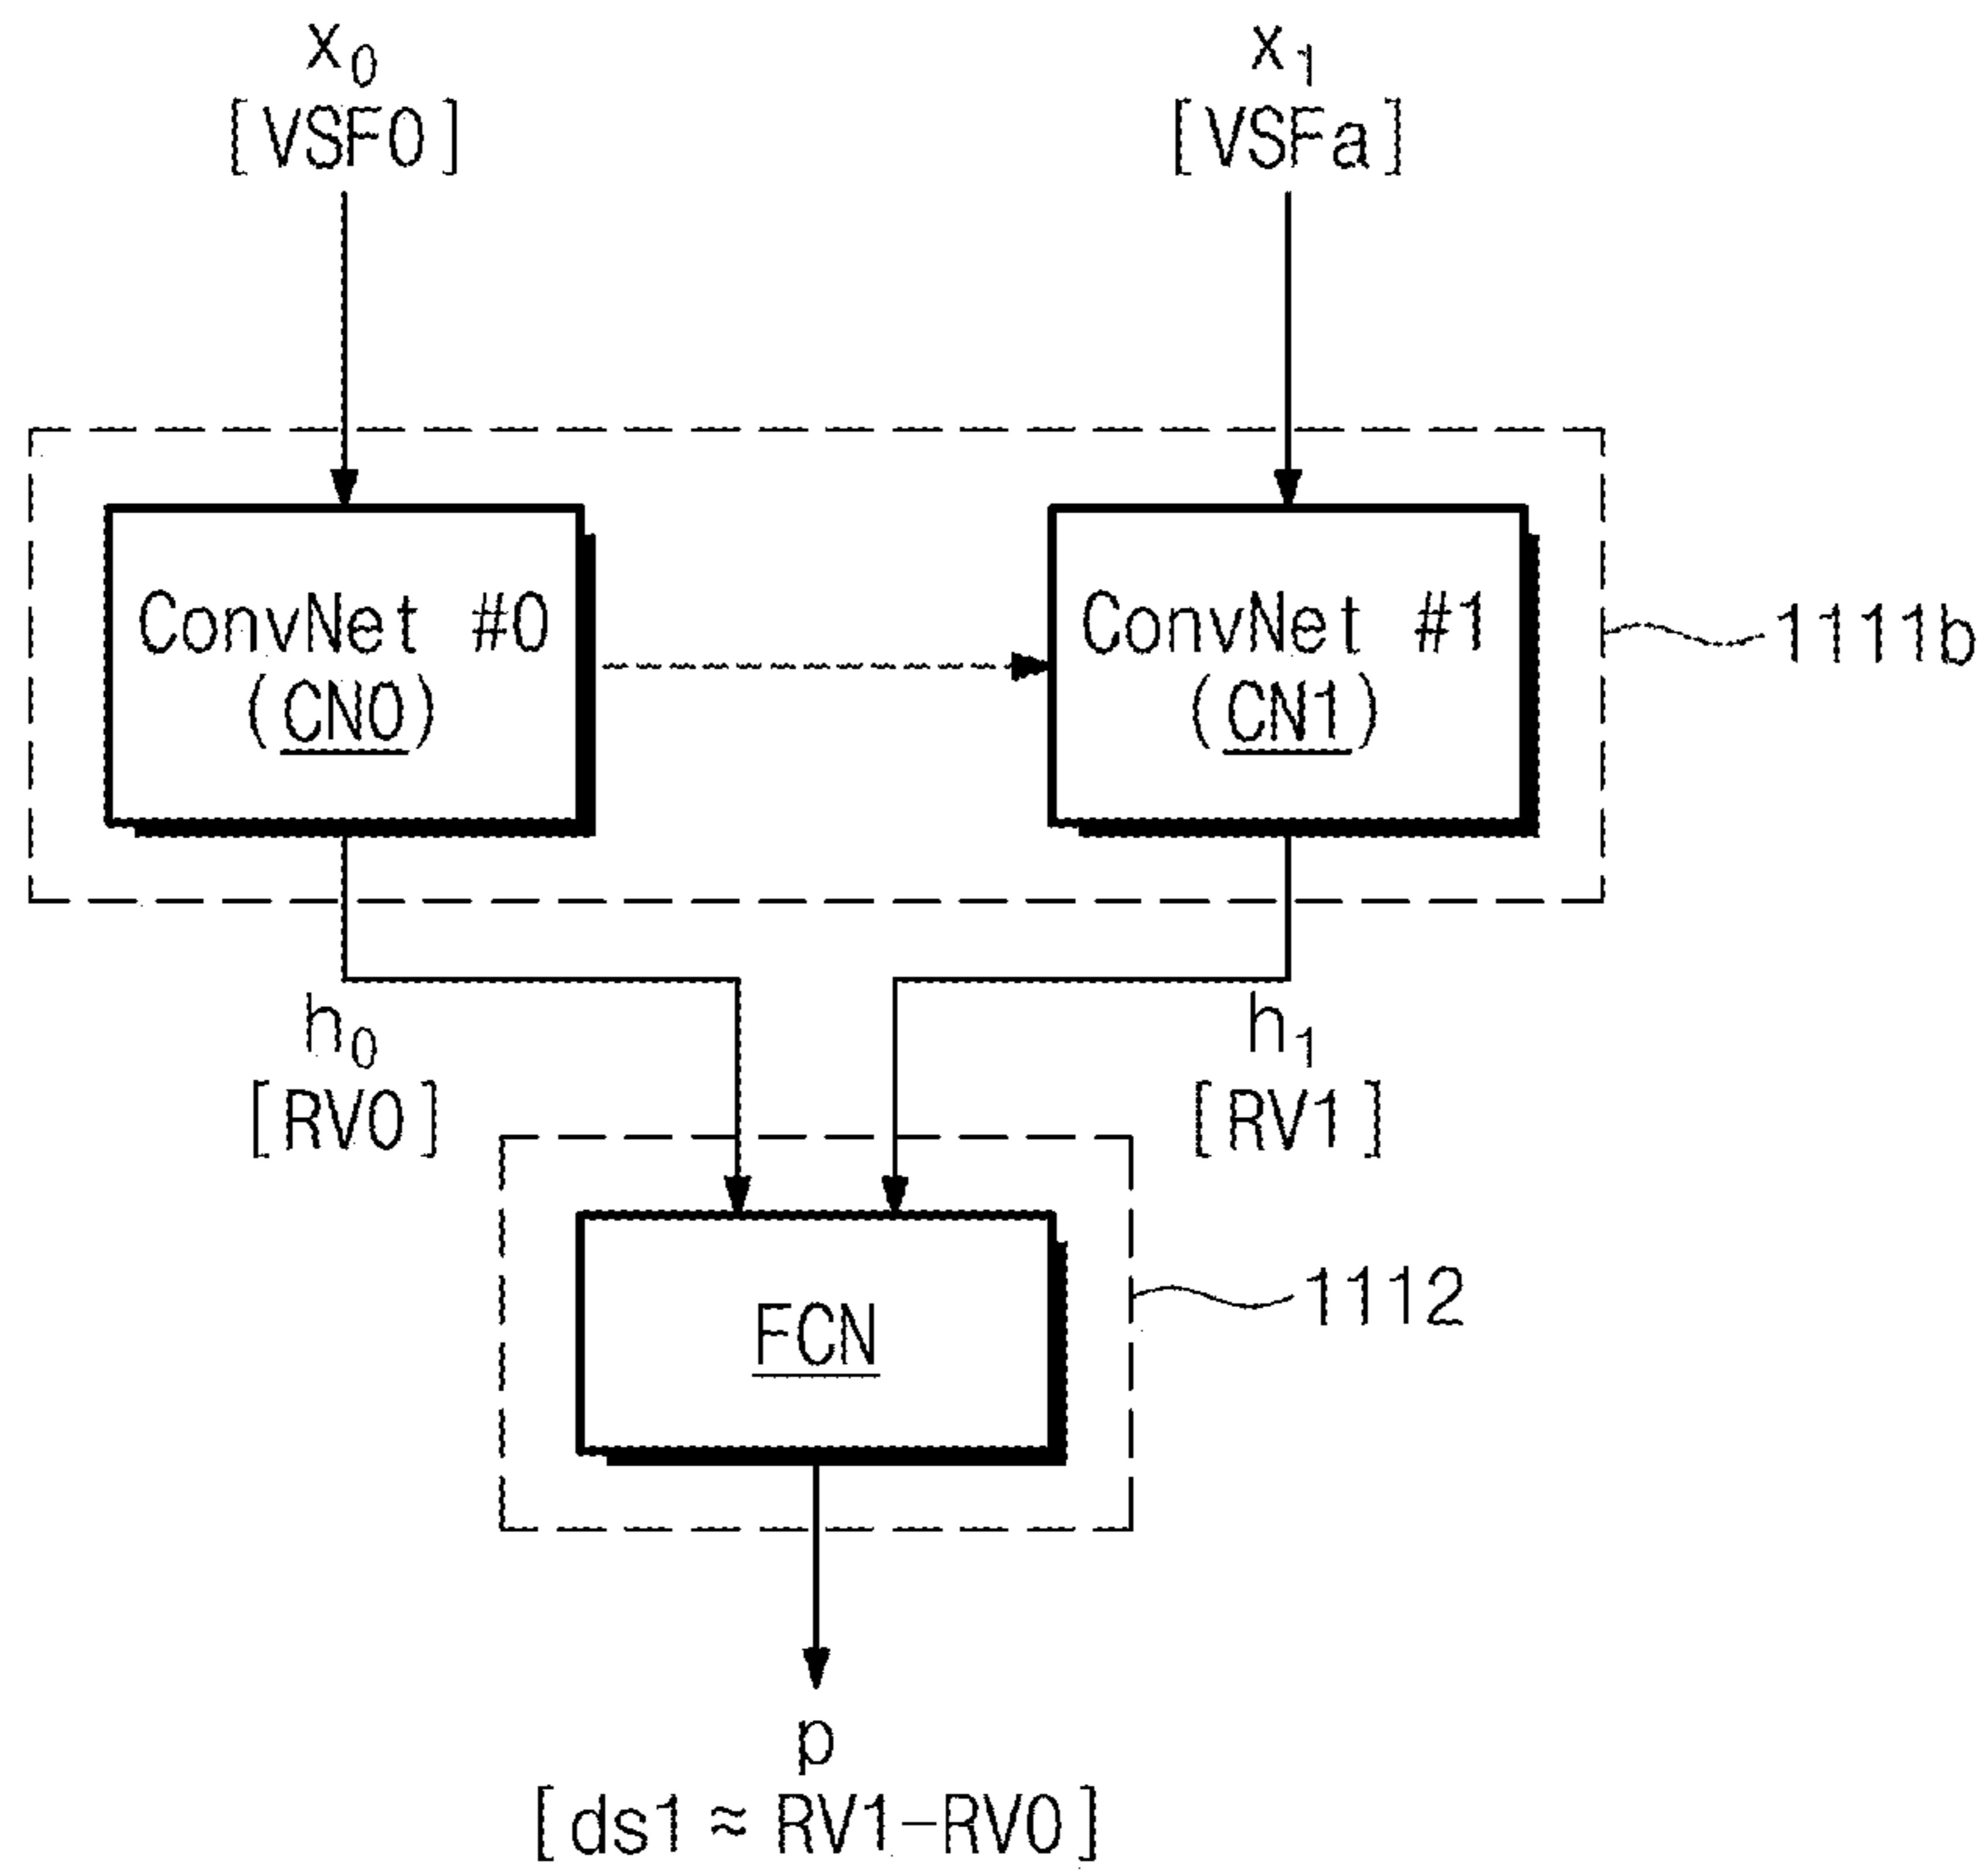 x0
[VSF0]
x1
[VSFa]
ConvNet #0
(CN0)
ConvNet #1
(CN1)
1111b
h0
[RV0]
h1
[RV1]
FCN
1112
p
[ds1 ≈ RV1-RV0]